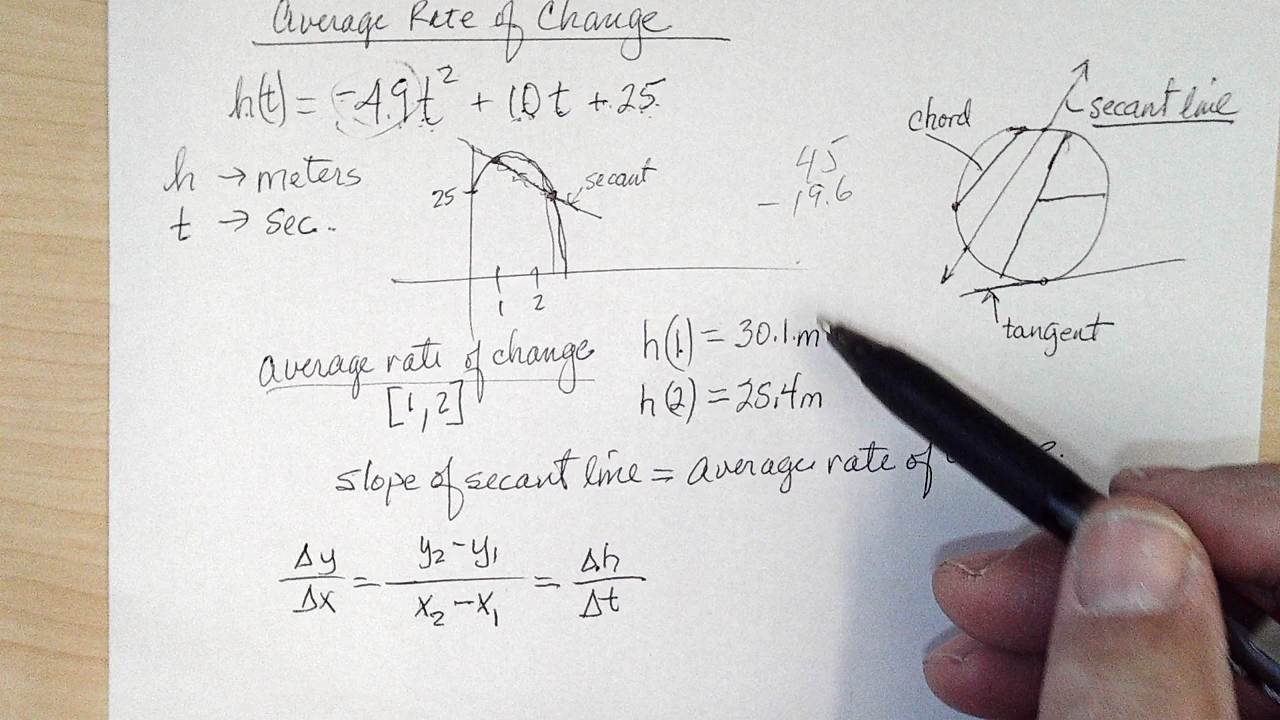 Average Rate of Change
h(t) = -4.9t² + 10t + 25
h → meters
t → sec.
25
secant
1 2
45
- 19.6
chord
secant line
tangent
average rate of change
[1, 2]
h(1) = 30.1 m
h(2) = 25.4 m
slope of secant line = average rate of
Δy/Δx = y₂-y₁/x₂-x₁ = Δh/Δt